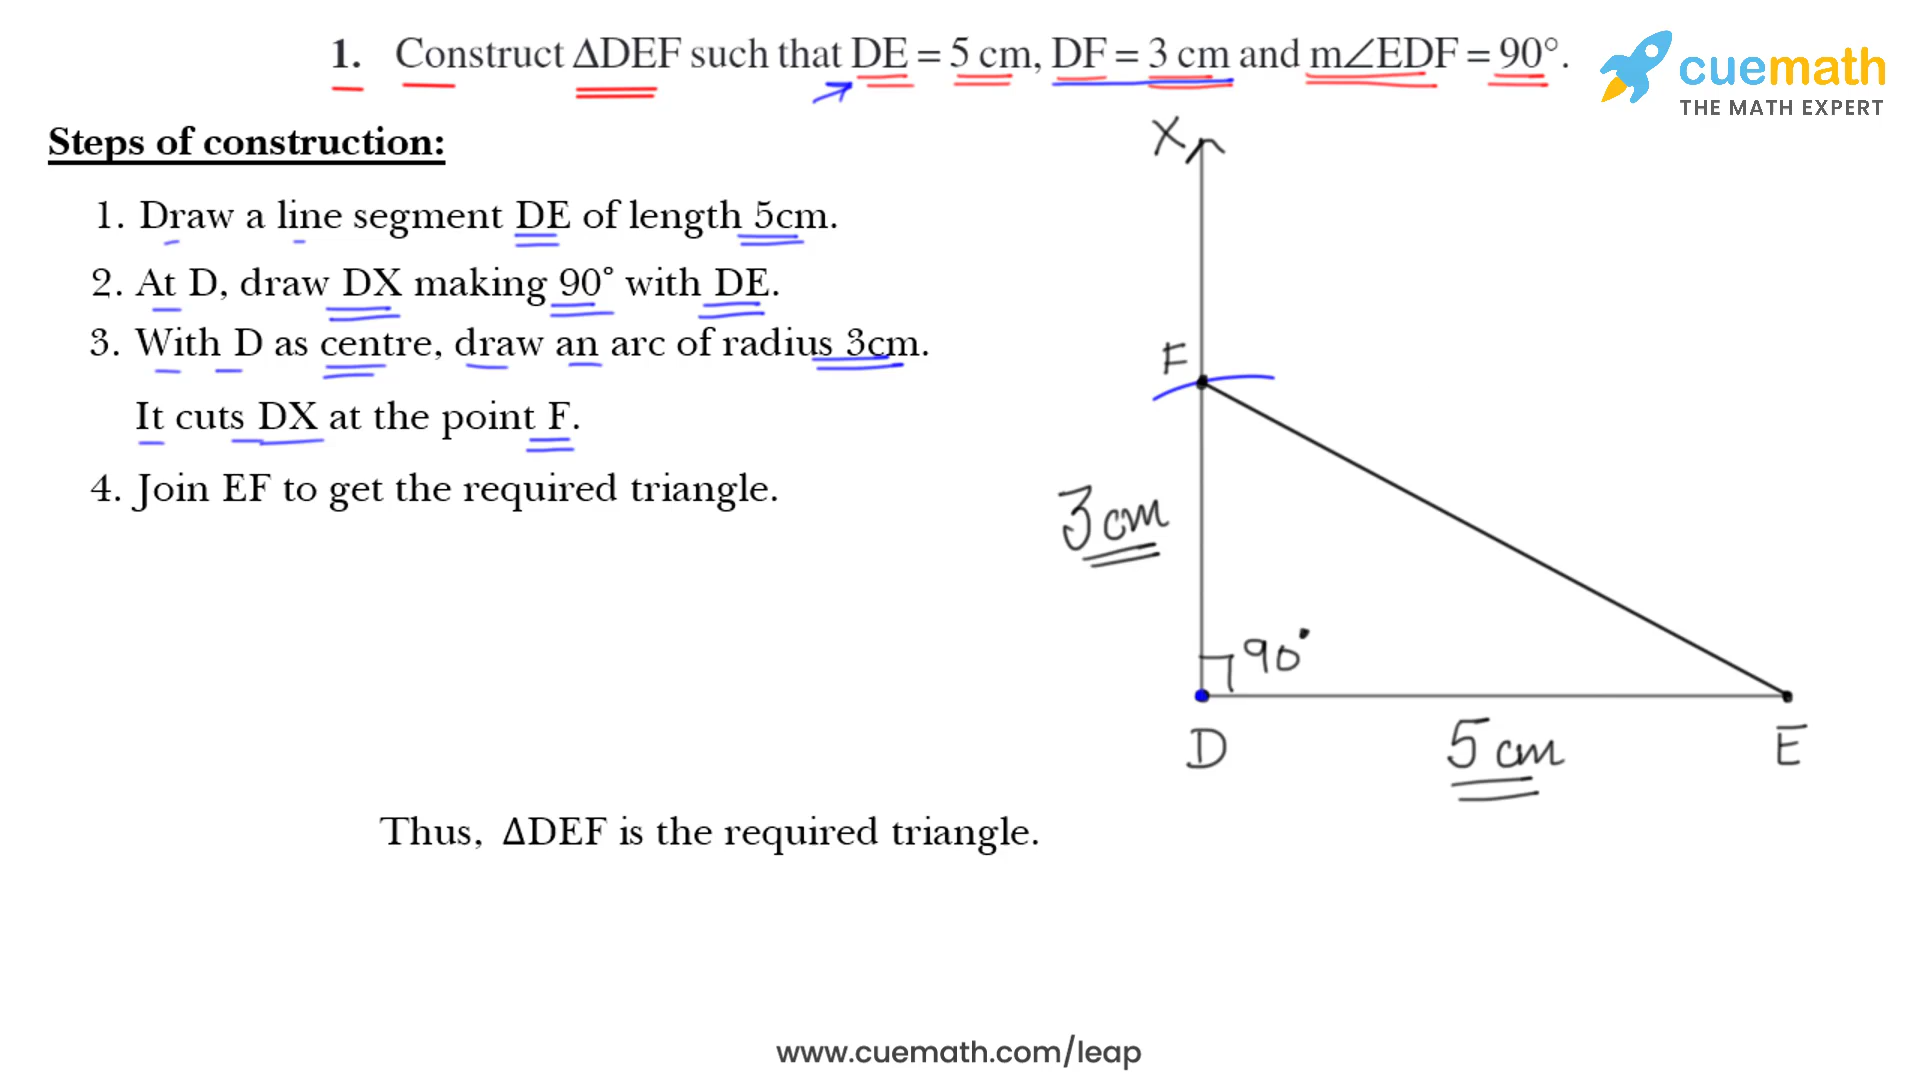 1. Construct ΔDEF such that DE = 5 cm, DF = 3 cm and m∠EDF = 90°.
cuemath
THE MATH EXPERT
Steps of construction:
1. Draw a line segment DE of length 5cm.
2. At D, draw DX making 90° with DE.
3. With D as centre, draw an arc of radius 3cm.
It cuts DX at the point F.
4. Join EF to get the required triangle.
X
F
3 cm
90°
D
5 cm
E
Thus, ΔDEF is the required triangle.
www.cuemath.com/leap